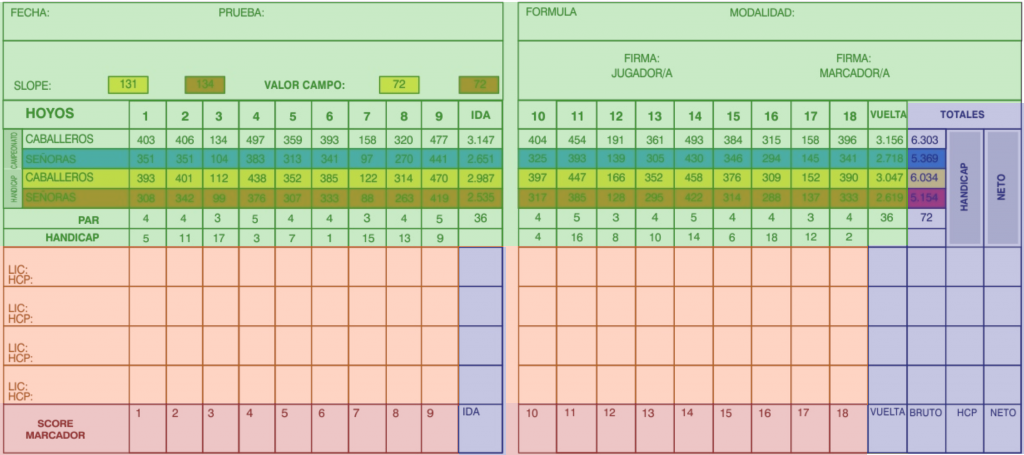 FECHA: PRUEBA: FORMULA MODALIDAD:
FIRMA: FIRMA:
JUGADOR/A MARCADOR/A
SLOPE: 131 134 VALOR CAMPO: 72 72
HOYOS 1 2 3 4 5 6 7 8 9 IDA 10 11 12 13 14 15 16 17 18 VUELTA TOTALES
CAMPEONATO CABALLEROS 403 406 134 497 359 393 158 320 477 3.147 404 454 191 361 493 384 315 158 396 3.156 6.303 HANDICAP NETO
SEÑORAS 351 351 104 383 313 341 97 270 441 2.651 325 393 139 305 430 346 294 145 341 2.718 5.369
HANDICAP CABALLEROS 393 401 112 438 352 385 122 314 470 2.987 397 447 166 352 458 376 309 152 390 3.047 6.034
SEÑORAS 308 342 99 376 307 333 88 263 419 2.535 317 385 128 295 422 314 288 137 333 2.619 5.154
PAR 4 4 3 5 4 4 3 4 5 36 4 5 3 4 5 4 4 3 4 36 72
HANDICAP 5 11 17 3 7 1 15 13 9 4 16 8 10 14 6 18 12 2
LIC:
HCP:
LIC:
HCP:
LIC:
HCP:
LIC:
HCP:
SCORE MARCADOR 1 2 3 4 5 6 7 8 9 IDA 10 11 12 13 14 15 16 17 18 VUELTA BRUTO HCP NETO